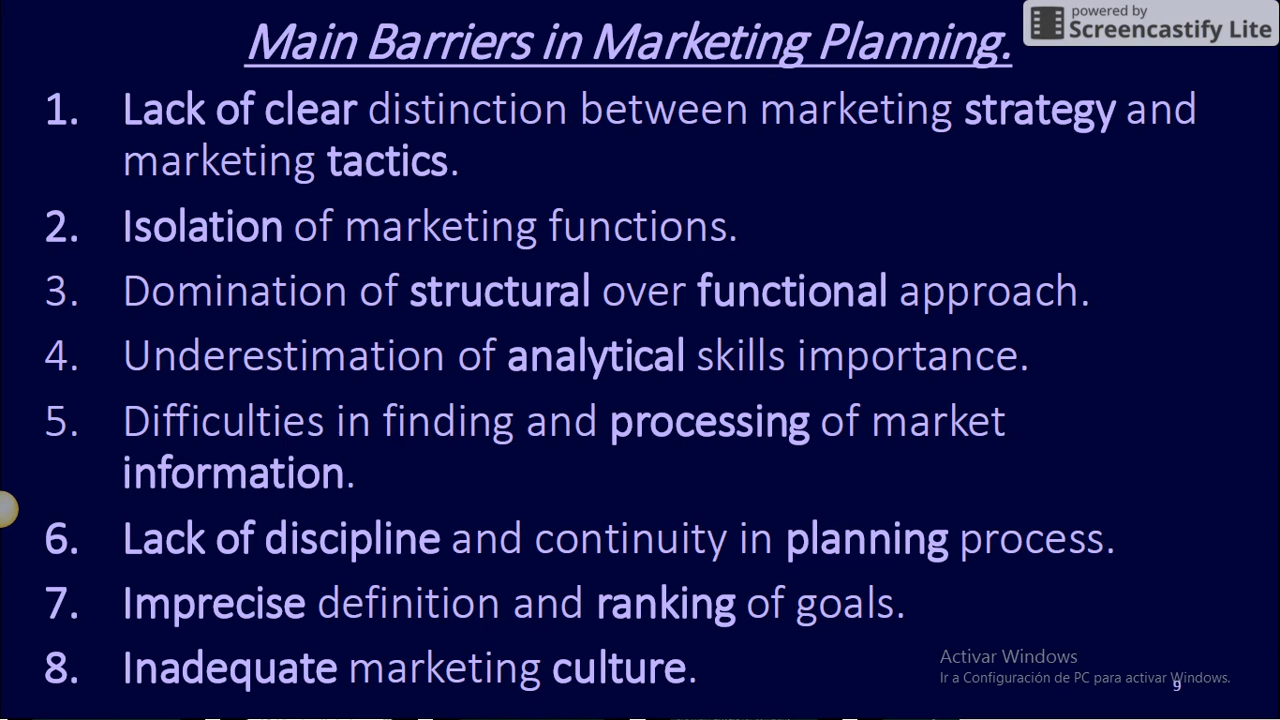 Main Barriers in Marketing Planning.
powered by
Screencastify Lite
1. Lack of clear distinction between marketing strategy and
marketing tactics.
2. Isolation of marketing functions.
3. Domination of structural over functional approach.
4. Underestimation of analytical skills importance.
5. Difficulties in finding and processing of market
information.
6. Lack of discipline and continuity in planning process.
7. Imprecise definition and ranking of goals.
8. Inadequate marketing culture.
Activar Windows
Ir a Configuración de PC para activar Windows.
9